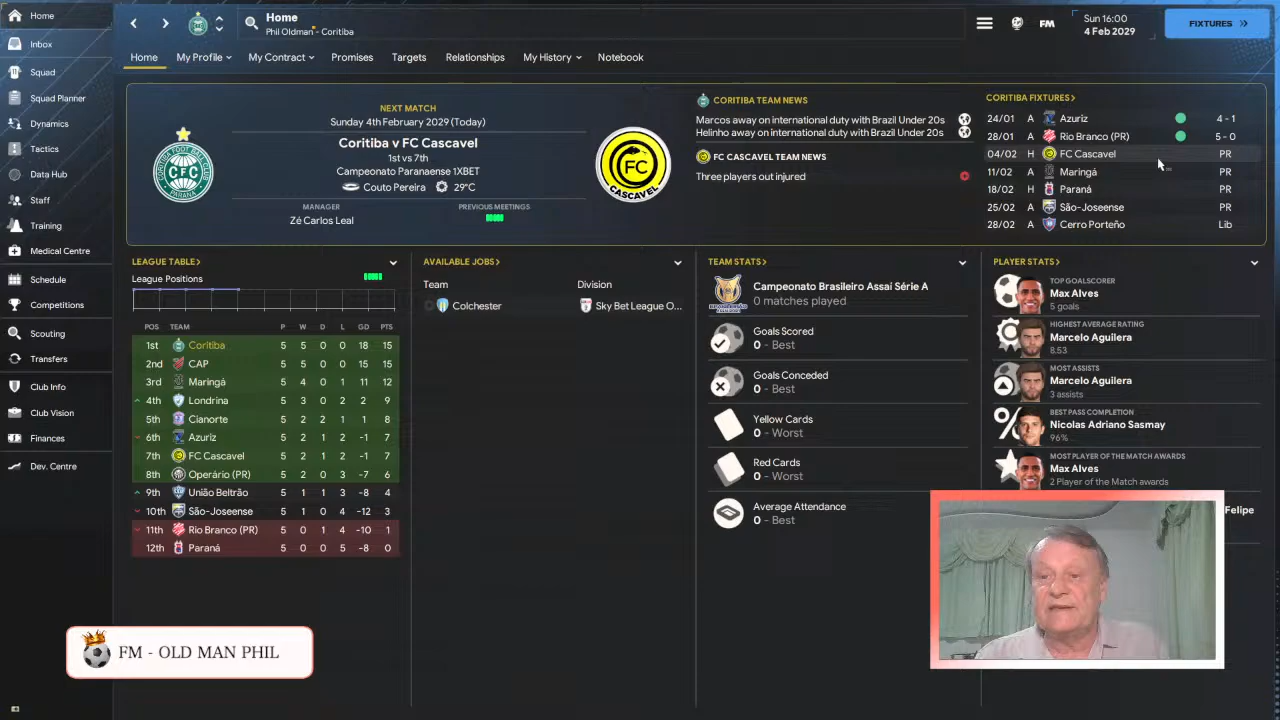 Home
Home
Phil Oldman - Coritiba
FM
Sun 16:00
4 Feb 2029
FIXTURES
Inbox
Squad
Squad Planner
Dynamics
Tactics
Data Hub
Staff
Training
Medical Centre
Schedule
Competitions
Scouting
Transfers
Club Info
Club Vision
Finances
Dev. Centre
Home My Profile My Contract Promises Targets Relationships My History Notebook
NEXT MATCH
Sunday 4th February 2029 (Today)
Coritiba v FC Cascavel
1st vs 7th
Campeonato Paranaense 1XBET
Couto Pereira 29°C
MANAGER
Zé Carlos Leal
PREVIOUS MEETINGS
CFC
PARANÁ
FC
CASCAVEL
CORITIBA TEAM NEWS
Marcos away on international duty with Brazil Under 20s
Helinho away on international duty with Brazil Under 20s
FC CASCAVEL TEAM NEWS
Three players out injured
CORITIBA FIXTURES
24/01 A Azuriz 4 - 1
28/01 A Rio Branco (PR) 5 - 0
04/02 H FC Cascavel PR
11/02 A Maringá PR
18/02 H Paraná PR
25/02 A São-Joseense PR
28/02 A Cerro Porteño Lib
LEAGUE TABLE
League Positions
POS TEAM P W D L GD PTS
1st Coritiba 5 5 0 0 18 15
2nd CAP 5 5 0 0 15 15
3rd Maringá 5 4 0 1 11 12
4th Londrina 5 3 0 2 2 9
5th Cianorte 5 2 2 1 1 8
6th Azuriz 5 2 1 2 -1 7
7th FC Cascavel 5 2 1 2 -1 7
8th Operário (PR) 5 2 0 3 -7 6
9th União Beltrão 5 1 1 3 -8 4
10th São-Joseense 5 1 0 4 -12 3
11th Rio Branco (PR) 5 0 1 4 -10 1
12th Paraná 5 0 0 5 -8 0
AVAILABLE JOBS
Team Division
Colchester Sky Bet League O...
TEAM STATS
Campeonato Brasileiro Assaí Série A
0 matches played
Goals Scored
0 - Best
Goals Conceded
0 - Best
Yellow Cards
0 - Worst
Red Cards
0 - Worst
Average Attendance
0 - Best
PLAYER STATS
TOP GOALSCORER
Max Alves
5 goals
HIGHEST AVERAGE RATING
Marcelo Aguilera
8.53
MOST ASSISTS
Marcelo Aguilera
3 assists
BEST PASS COMPLETION
Nicolas Adriano Sasmay
96%
MOST PLAYER OF THE MATCH AWARDS
Max Alves
2 Player of the Match awards
Felipe
FM - OLD MAN PHIL